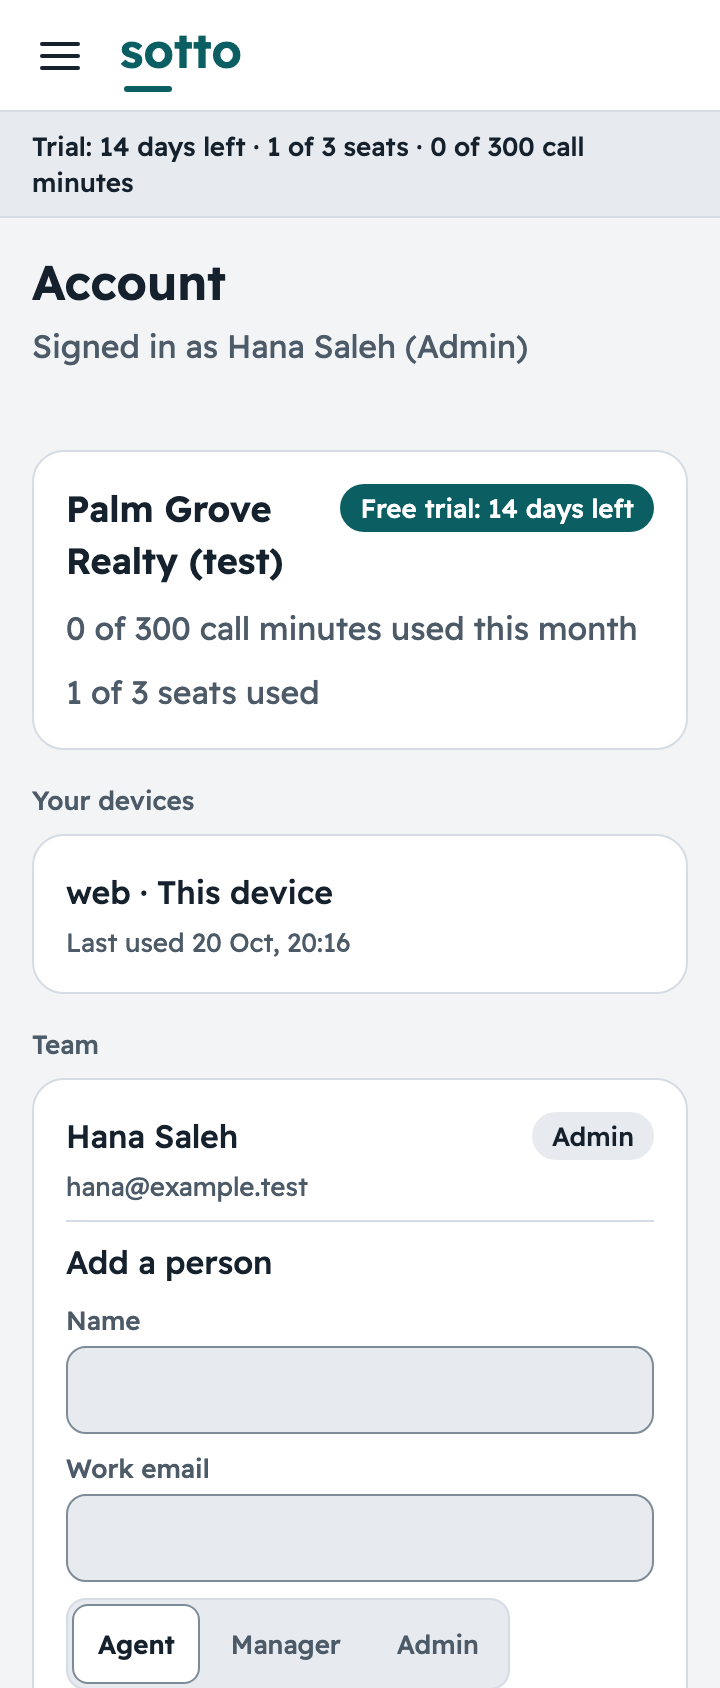 sotto
Trial: 14 days left · 1 of 3 seats · 0 of 300 call
minutes
Account
Signed in as Hana Saleh (Admin)
Palm Grove
Realty (test)
Free trial: 14 days left
0 of 300 call minutes used this month
1 of 3 seats used
Your devices
web · This device
Last used 20 Oct, 20:16
Team
Hana Saleh
Admin
hana@example.test
Add a person
Name
Work email
Agent Manager Admin